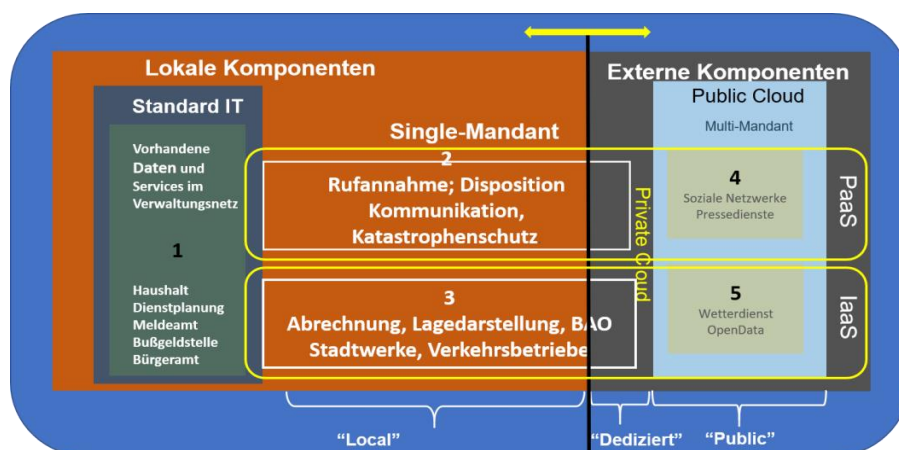 Lokale Komponenten
Externe Komponenten
Standard IT
Public Cloud
Multi-Mandant
Single-Mandant
Vorhandene
Daten und
Services im
Verwaltungsnetz
1
Haushalt
Dienstplanung
Meldeamt
Bußgeldstelle
Bürgeramt
2
Rufannahme; Disposition
Kommunikation,
Katastrophenschutz
3
Abrechnung, Lagedarstellung, BAO
Stadtwerke, Verkehrsbetriebe
Private Cloud
4
Soziale Netzwerke
Pressedienste
5
Wetterdienst
OpenData
PaaS
IaaS
“Local”
“Dediziert”
“Public”